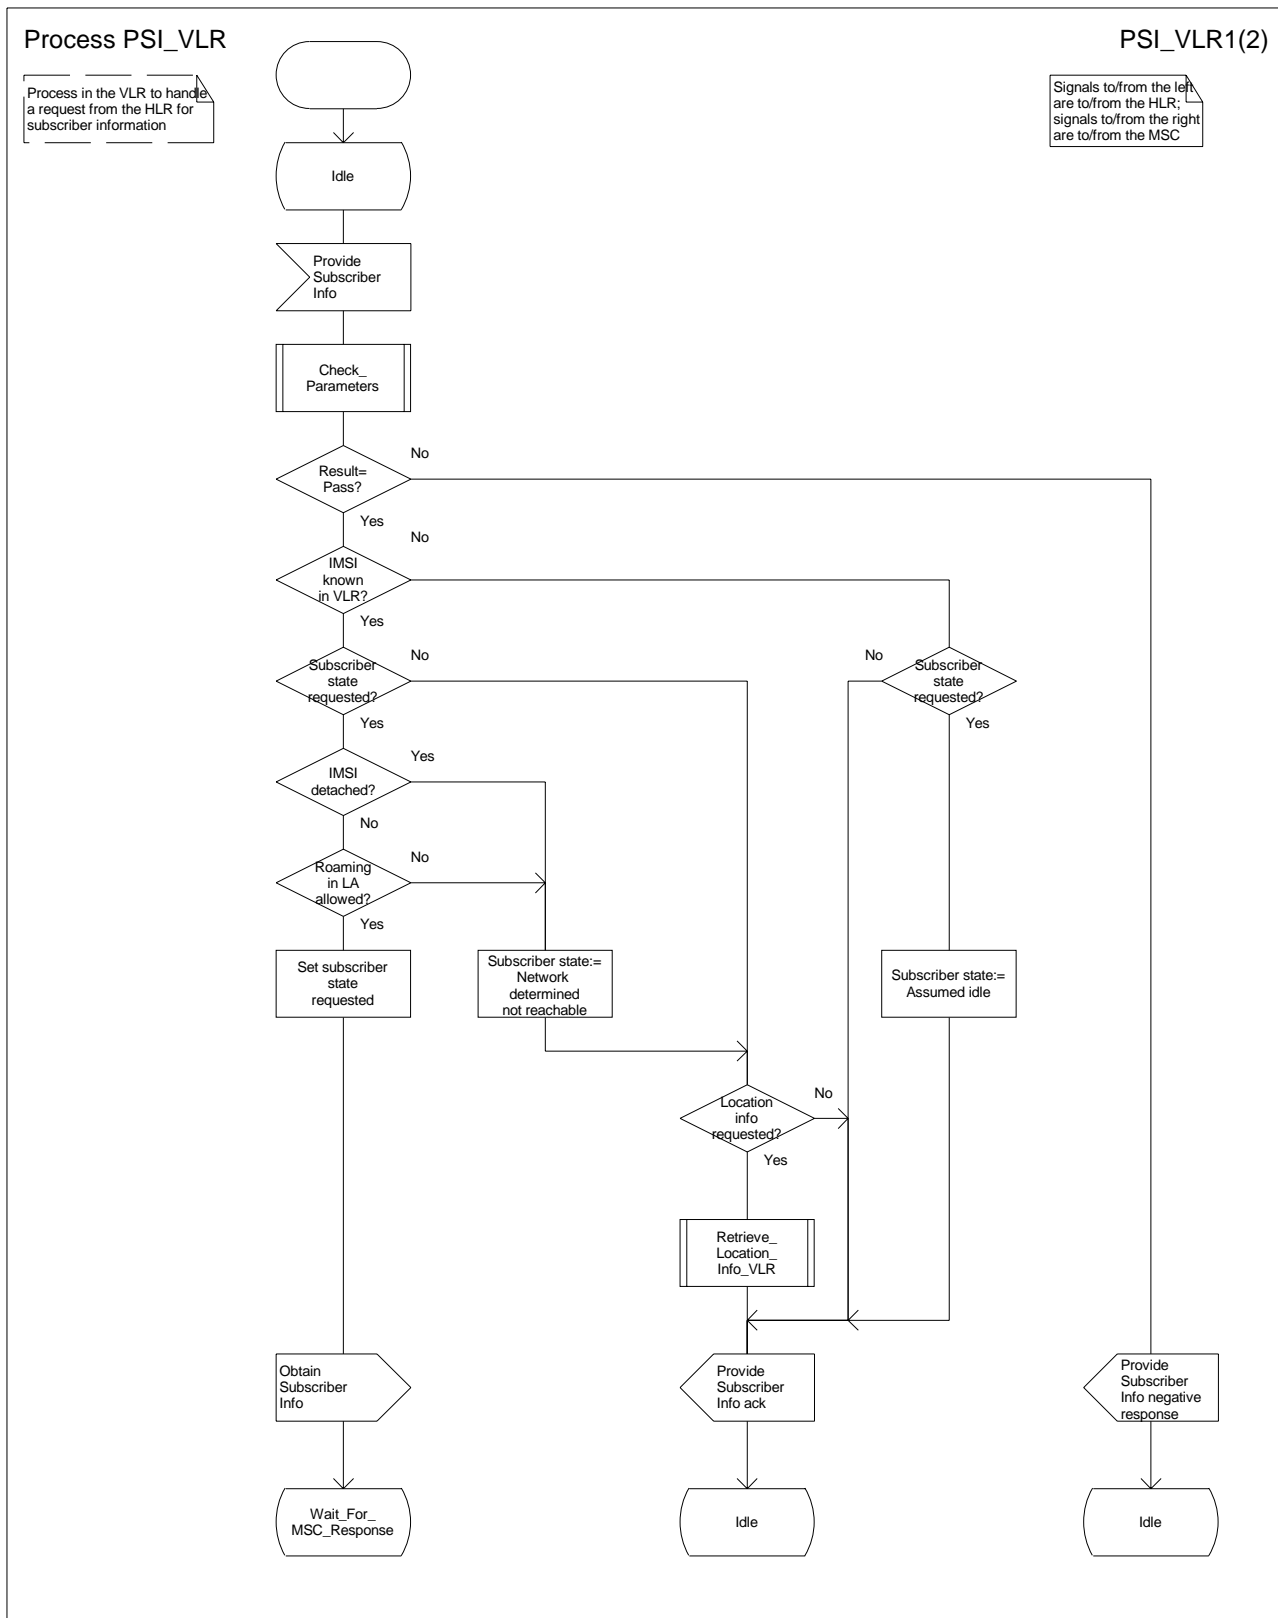 Process PSI_VLR
PSI_VLR1(2)
Process in the VLR to handle
a request from the HLR for
subscriber information
Signals to/from the left
are to/from the HLR;
signals to/from the right
are to/from the MSC
Idle
Provide
Subscriber
Info
Check_
Parameters
No
Result=
Pass?
Yes
No
IMSI
known
in VLR?
Yes
Subscriber
state
requested?
No
Yes
No
Subscriber
state
requested?
Yes
IMSI
detached?
Yes
No
Roaming
in LA
allowed?
No
Yes
Set subscriber
state
requested
Subscriber state:=
Network
determined
not reachable
Subscriber state:=
Assumed idle
Location
info
requested?
No
Yes
Retrieve_
Location_
Info_VLR
Obtain
Subscriber
Info
Provide
Subscriber
Info ack
Provide
Subscriber
Info negative
response
Wait_For_
MSC_Response
Idle
Idle